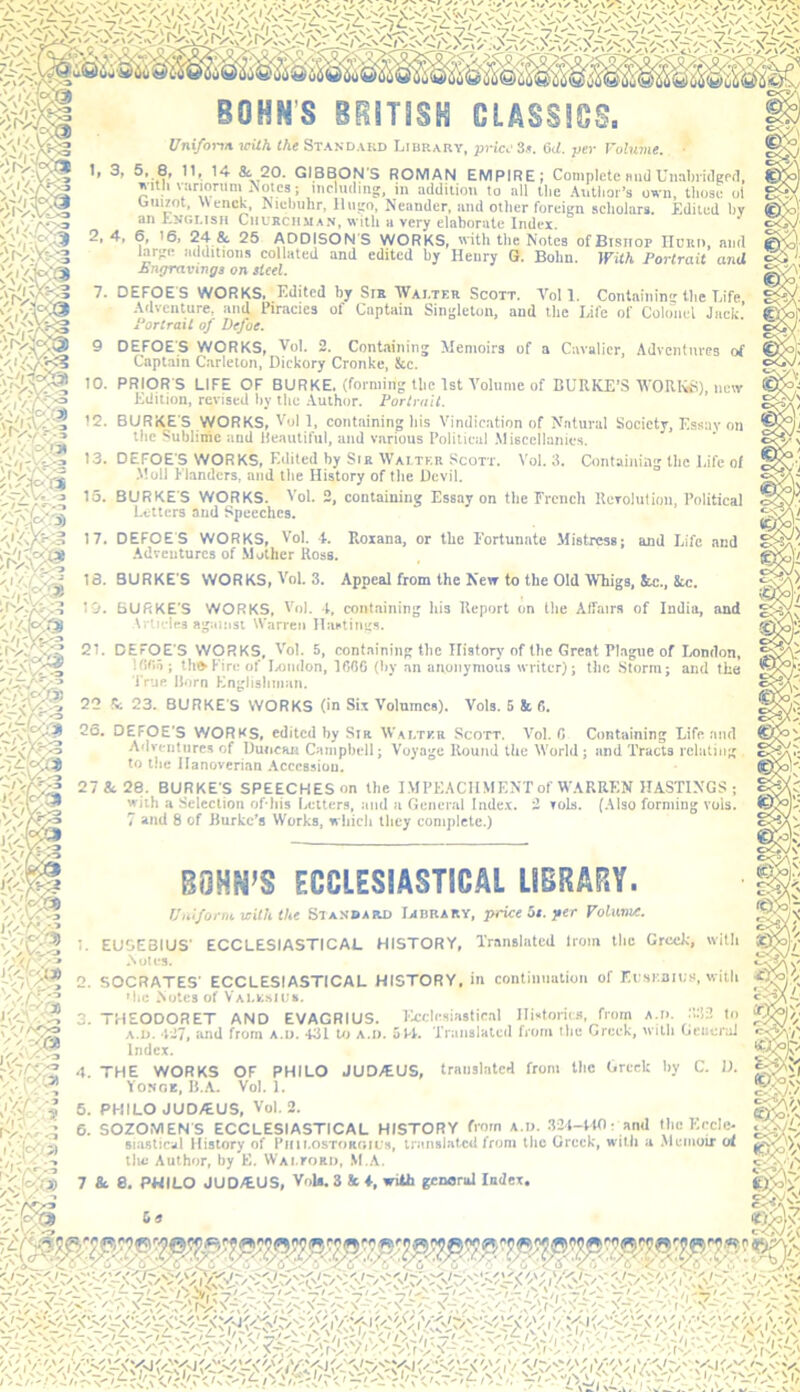 BOHN'S BRITISH CLASSICS.
Uniform with the STANDARD LIBRARY, price 3s. 6d. per Volume.
1, 3, 5, 8, 11, 14 & 20. GIBBON'S ROMAN EMPIRE; Complete and Unabridged,
with variorum Notes; including, in addition to all the Author's own, those of
Guizot, Wenck, Niebuhr, Hugo, Neander, and other foreign scholars. Edited by
an ENGLISH CHURCHMAN, with a very elaborate Index.
2, 4, 6, 16, 24 & 25 ADDISON'S WORKS, with the Notes of BISHOP HURD, and
large additions collated and edited by Henry G. Bohn. With Portrait and
Engravings on steel.
7. DEFOE'S WORKS, Edited by SIR WALTER SCOTT. Vol 1. Containing the Life,
Adventure, and Piracies of Captain Singleton, and the Life of Colonel Jack.
Portrait of Defoe.
9 DEFOE'S WORKS, Vol. 2. Containing Memoirs of a Cavalier, Adventures of
Captain Carleton, Dickory Cronke, &c.
10. PRIOR'S LIFE OF BURKE, (forming the 1st Volume of BURKE'S WORKS), new
Edition, revised by the Author. Portrait.
12. BURKE'S WORKS, Vol 1, containing his Vindication of Natural Society, Essay on
the Sublime and Beautiful, and various Political Miscellanies.
13. DEFOE'S WORKS, Edited by SIR WALTER SCOTT. Vol. 3. Containing the Life of
Moll Flanders, and the History of the Devil.
15. BURKE'S WORKS. Vol. 2, containing Essay on the French Revolution, Political
Letters and Speeches.
17. DEFOE'S WORKS, Vol. 4. Roxana, or the Fortunate Mistress; and Life and
Adventures of Mother Ross.
18. BURKE'S WORKS, Vol. 3. Appeal from the New to the Old Whigs, &c., &c.
19. BURKE'S WORKS, Vol. 4, containing his Report on the Affairs of India, and
Articles against Warren Hastings.
21. DEFOE'S WORKS, Vol. 5, containing the History of the Great Plague of London,
1665; the Fire of London, 1666 (by an anonymous writer); the Storm; and the
True Born Englishman.
22 & 23. BURKE'S WORKS (in Six Volumes). Vols. 5 & 6.
26. DEFOE'S WORKS, edited by SIR WALTER SCOTT. Vol. 6 Containing Life and
Adventures of Duncan Campbell; Voyage Round the World; and Tracts relating
to the Hanoverian Accession.
27 & 28. BURKE'S SPEECHES on the IMPEACHMENT of WARREN HASTINGS;
with a Selection of his Letters, and a General Index. 2 vols. (Also forming vols.
7 and 8 of Burke's Works, which they complete.)
BOHN'S ECCLESIASTICAL LIBRARY.
Uniform with the STANDARD LIBRARY, price 5s. per Volume.
1. EUSEBIUS' ECCLESIASTICAL HISTORY, Translated from the Greek, with
Notes.
2. SOCRATES' ECCLESIASTICAL HISTORY, in continuation of EUSEBIUS, with
the Notes of VALESIUS.
3. THEODORET AND EVAGRIUS. Ecclesiastical Histories, from A.D. 332 to
A.D. 427, and from A.D. 431 to A.D. 544. Translated from the Greek, with General
Index.
4. THE WORKS OF PHILO JUDÆUS, translated from the Greek by C. D.
YONGE, B.A. Vol. 1.
5. PHILO JUDÆUS, Vol. 2.
6. SOZOMEN'S ECCLESIASTICAL HISTORY from A.D. 324-440: and the Eccle-
siastical History of PHILOSTORGIUS, translated from the Greek, with a Memoir of
the Author, by E. WALFORD, M.A.
7 & 8. PHILO JUDÆUS, Vols. 3 & 4, with general Index.